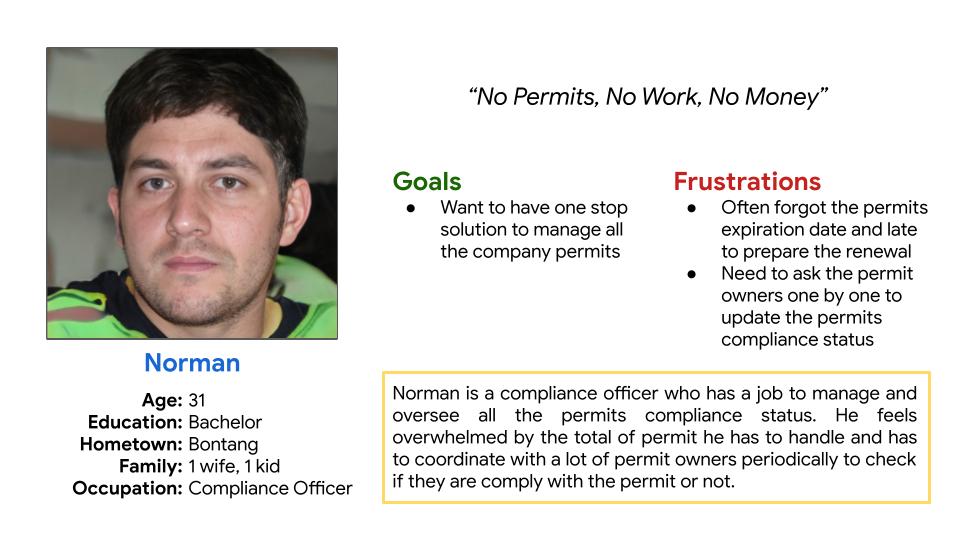 “No Permits, No Work, No Money”
Goals
● Want to have one stop
solution to manage all
the company permits
Frustrations
● Often forgot the permits
expiration date and late
to prepare the renewal
● Need to ask the permit
owners one by one to
update the permits
compliance status
Norman
Age: 31
Education: Bachelor
Hometown: Bontang
Family: 1 wife, 1 kid
Occupation: Compliance Officer
Norman is a compliance officer who has a job to manage and
oversee all the permits compliance status. He feels
overwhelmed by the total of permit he has to handle and has
to coordinate with a lot of permit owners periodically to check
if they are comply with the permit or not.